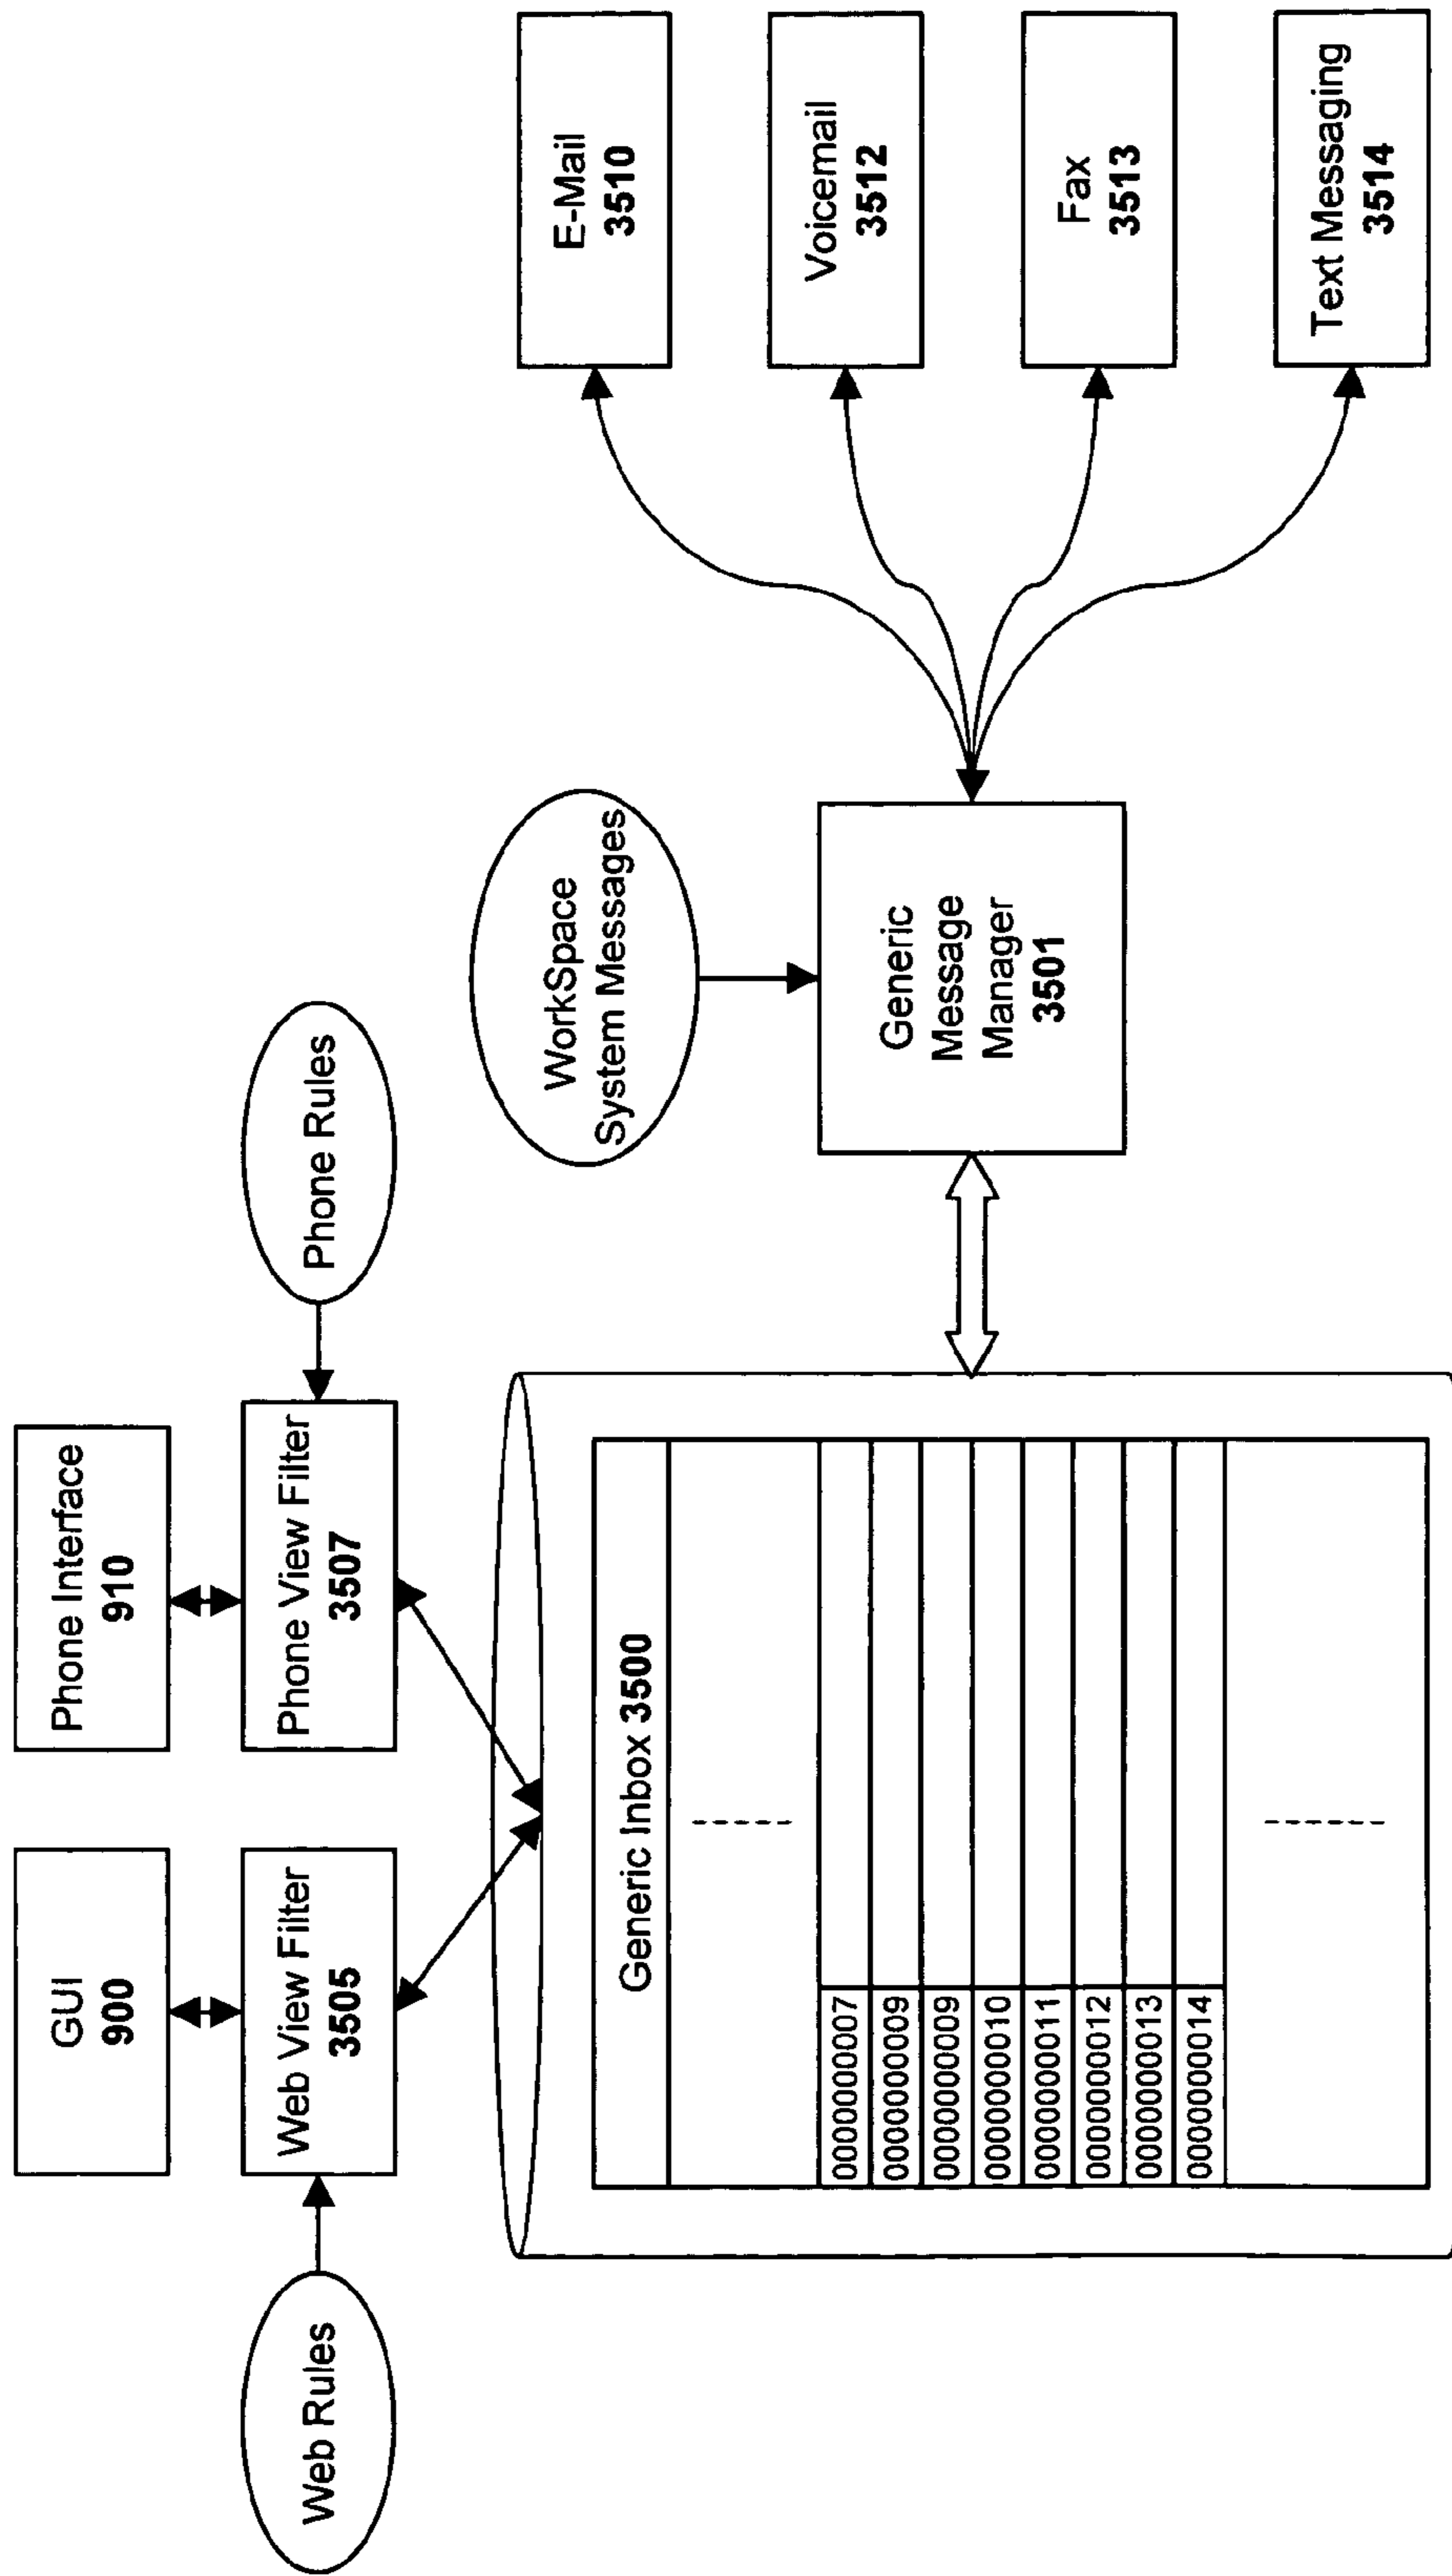 GUI
900
Phone Interface
910
Web Rules
Web View Filter
3505
Phone View Filter
3507
Phone Rules
Generic Inbox 3500
0000000007
0000000009
0000000009
0000000010
0000000011
0000000012
0000000013
0000000014
WorkSpace
System Messages
Generic
Message
Manager
3501
E-Mail
3510
Voicemail
3512
Fax
3513
Text Messaging
3514